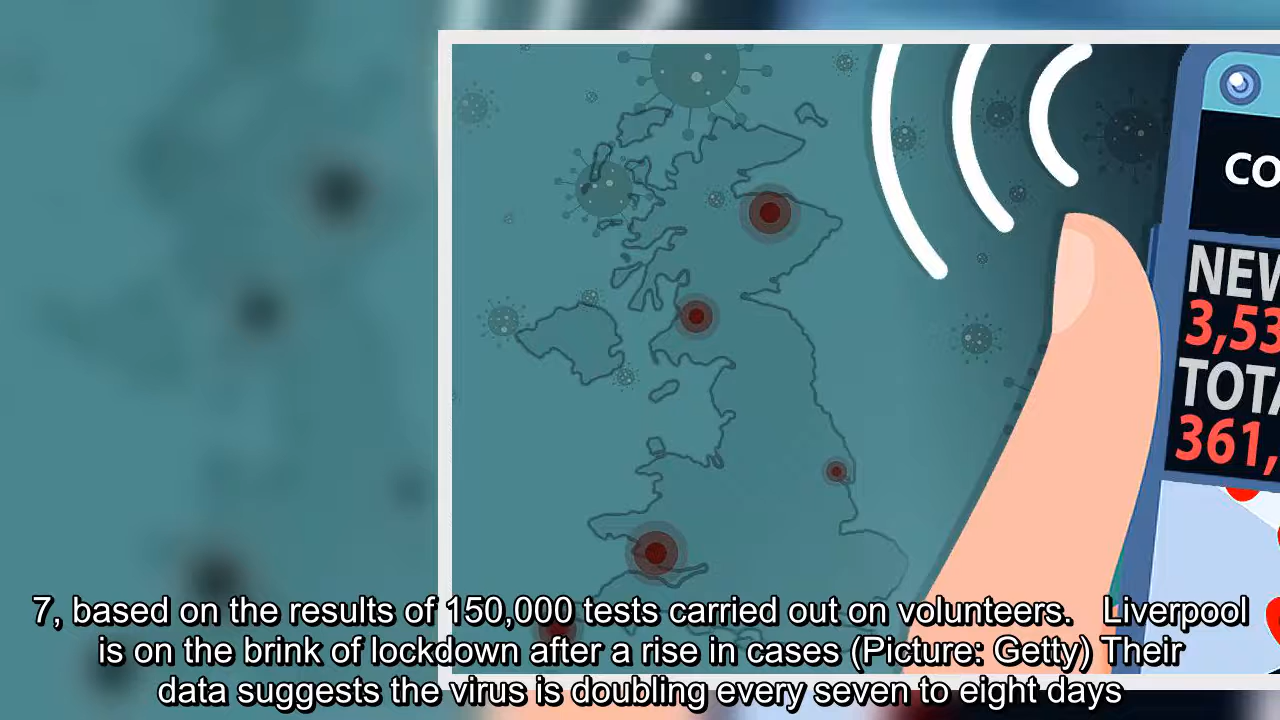 CO
NEW
3,53
TOTA
361,
7, based on the results of 150,000 tests carried out on volunteers. Liverpool
is on the brink of lockdown after a rise in cases (Picture: Getty) Their
data suggests the virus is doubling every seven to eight days